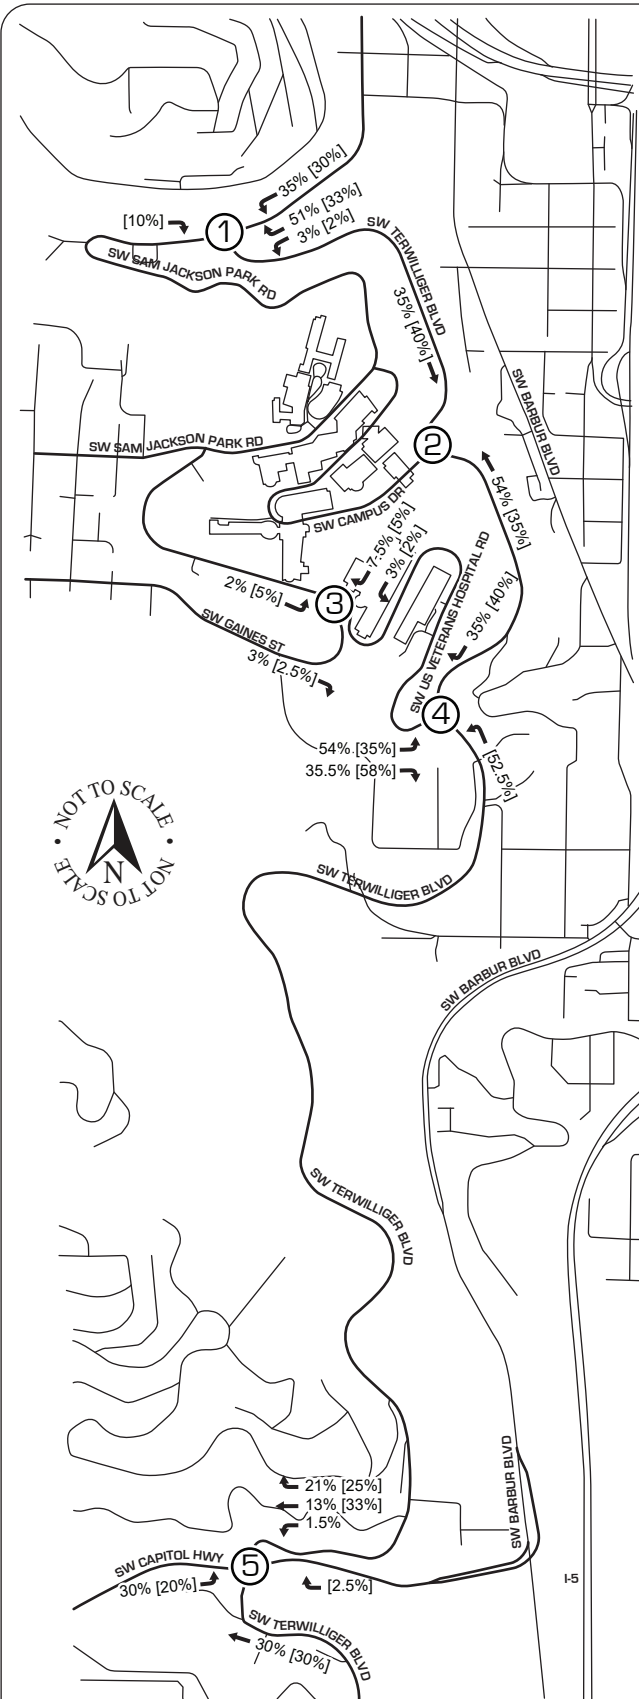 35% [30%]
51% [33%]
3% [2%]
[10%]
1
SW TERWILLIGER BLVD
SW SAM JACKSON PARK RD
35% [40%]
SW BARBUR BLVD
SW SAM JACKSON PARK RD
2
54% [35%]
SW CAMPUS DR
7.5% [5%]
3% [2%]
SW US VETERANS HOSPITAL RD
2% [5%]
3
35% [40%]
SW GAINES ST
3% [2.5%]
4
54% [35%]
35.5% [58%]
[52.5%]
NOT TO SCALE
N
NOT TO SCALE
SW TERWILLIGER BLVD
SW BARBUR BLVD
SW TERWILLIGER BLVD
SW BARBUR BLVD
21% [25%]
13% [33%]
1.5%
SW CAPITOL HWY
5
30% [20%]
[2.5%]
I-5
SW TERWILLIGER BLVD
30% [30%]